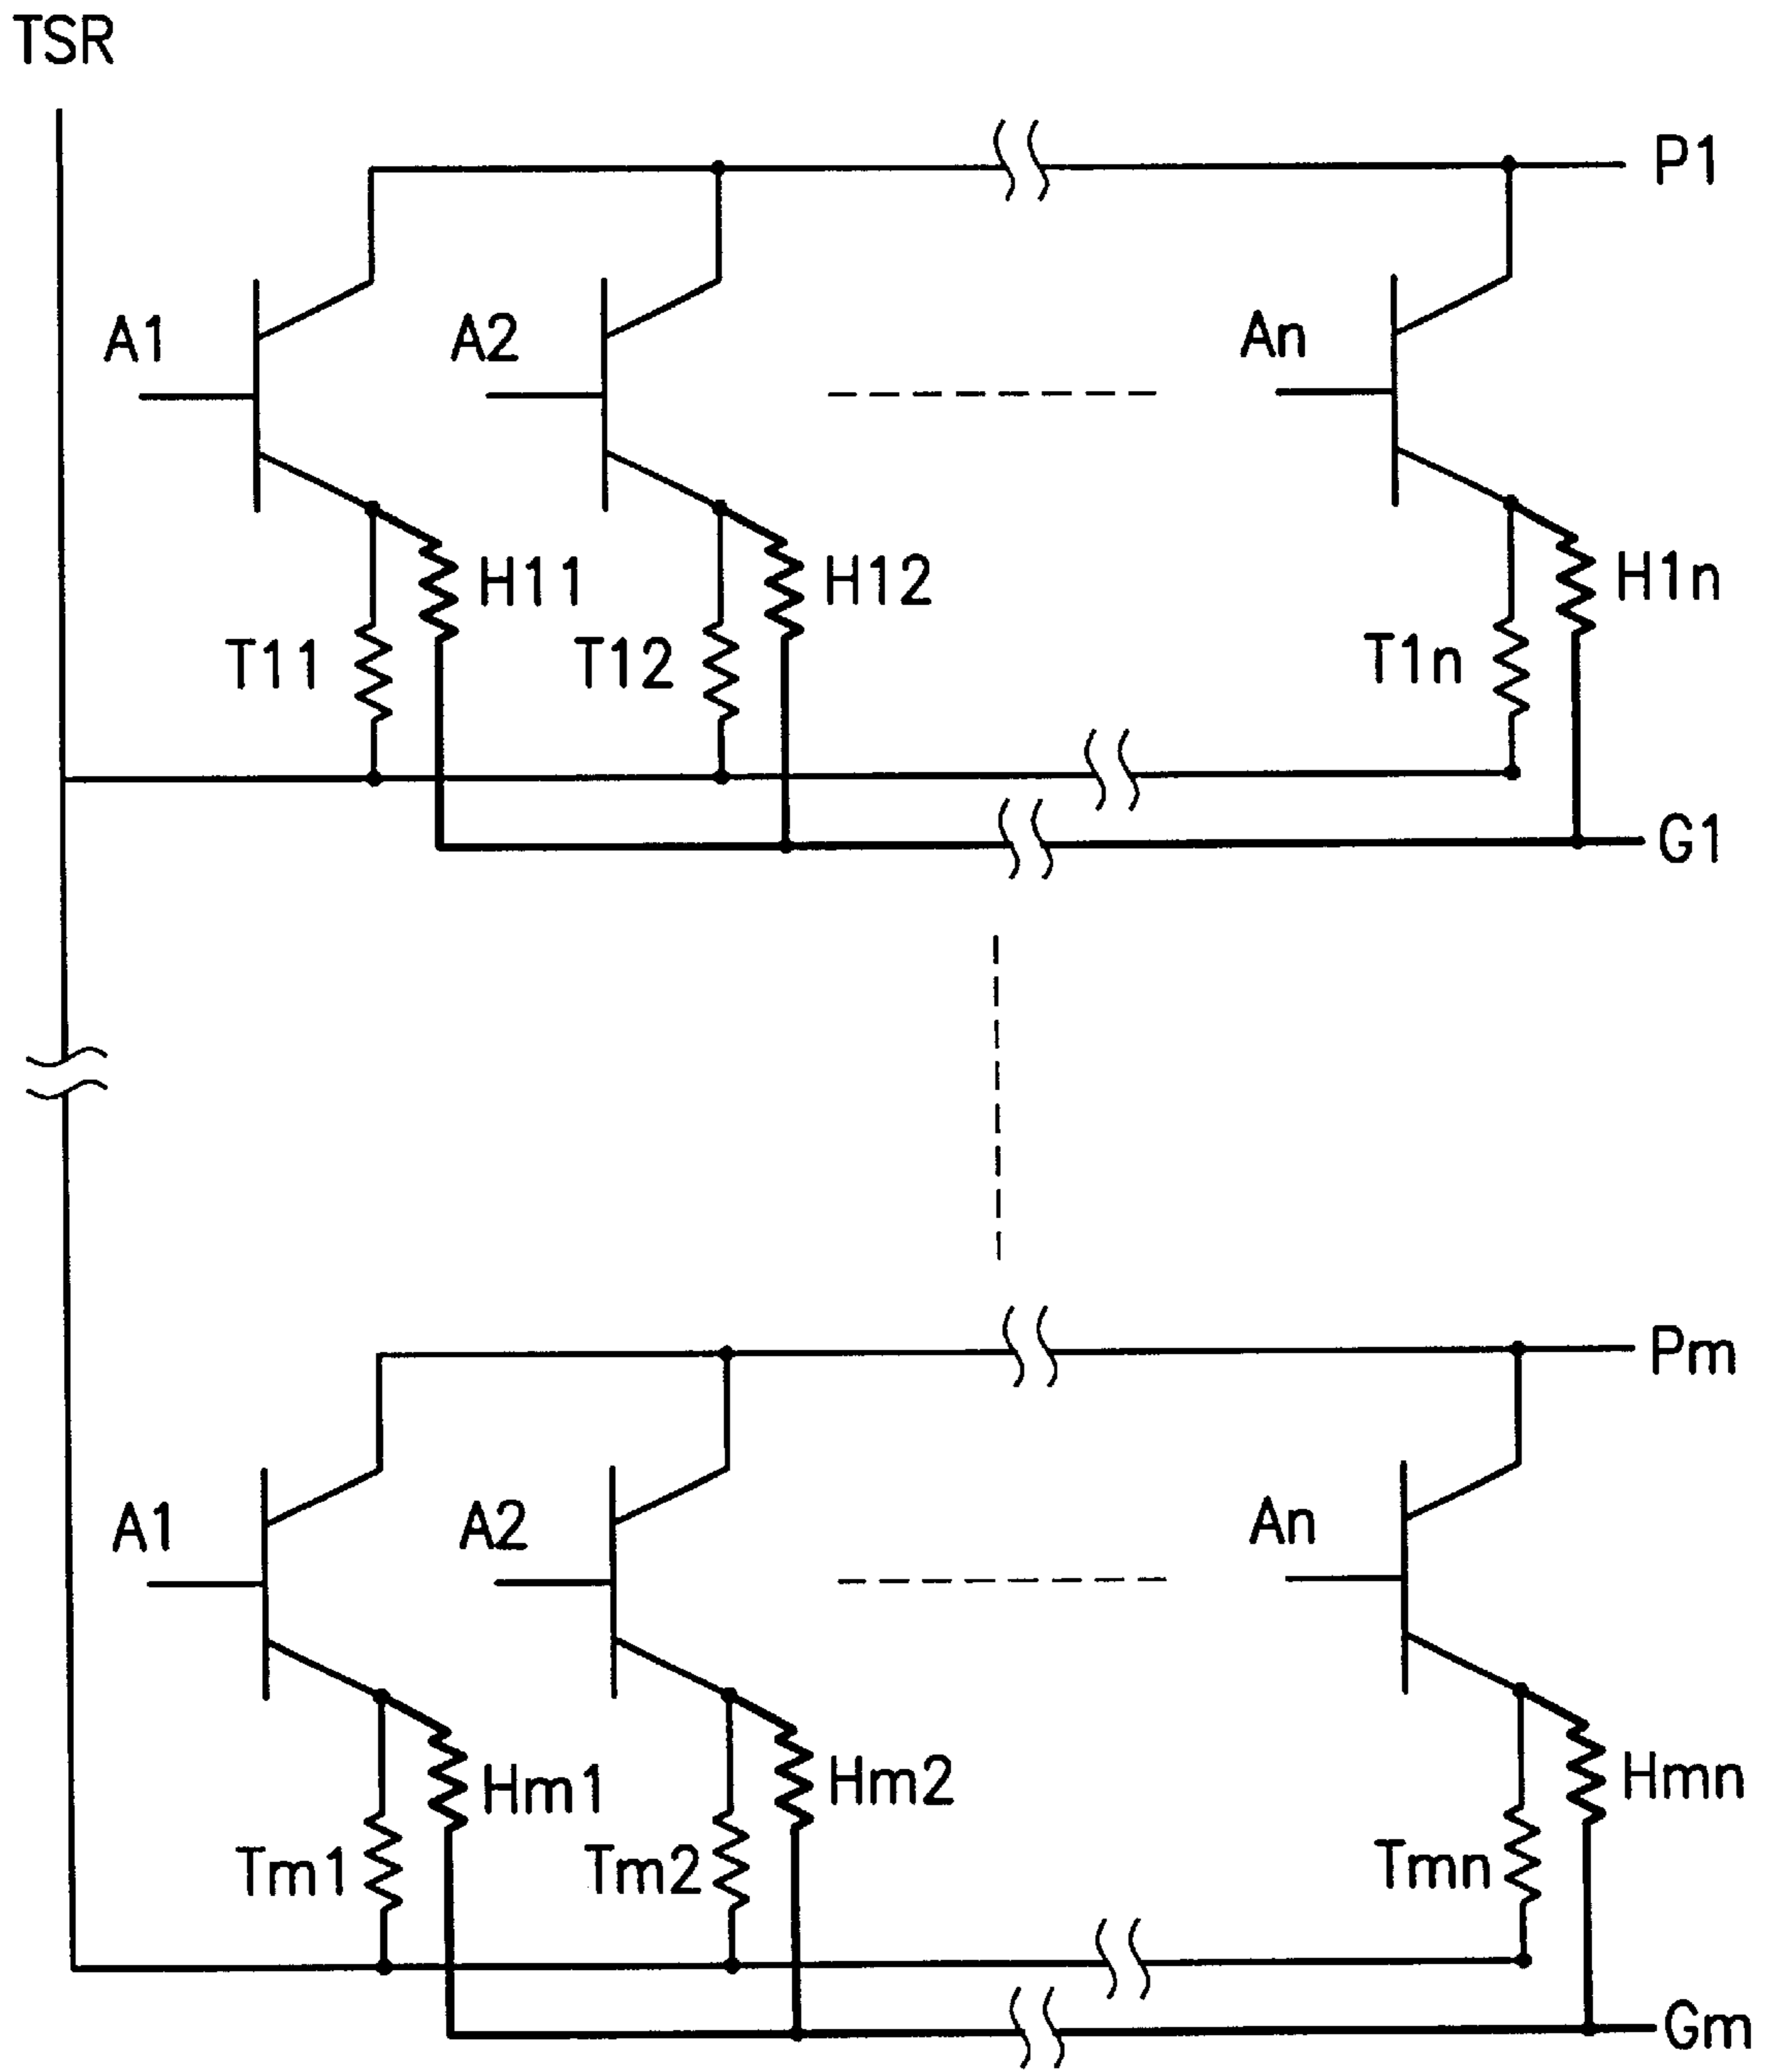 TSR
P1
A1
A2
An
H11
H12
H1n
T11
T12
T1n
G1
Pm
A1
A2
An
Hm1
Hm2
Hmn
Tm1
Tm2
Tmn
Gm